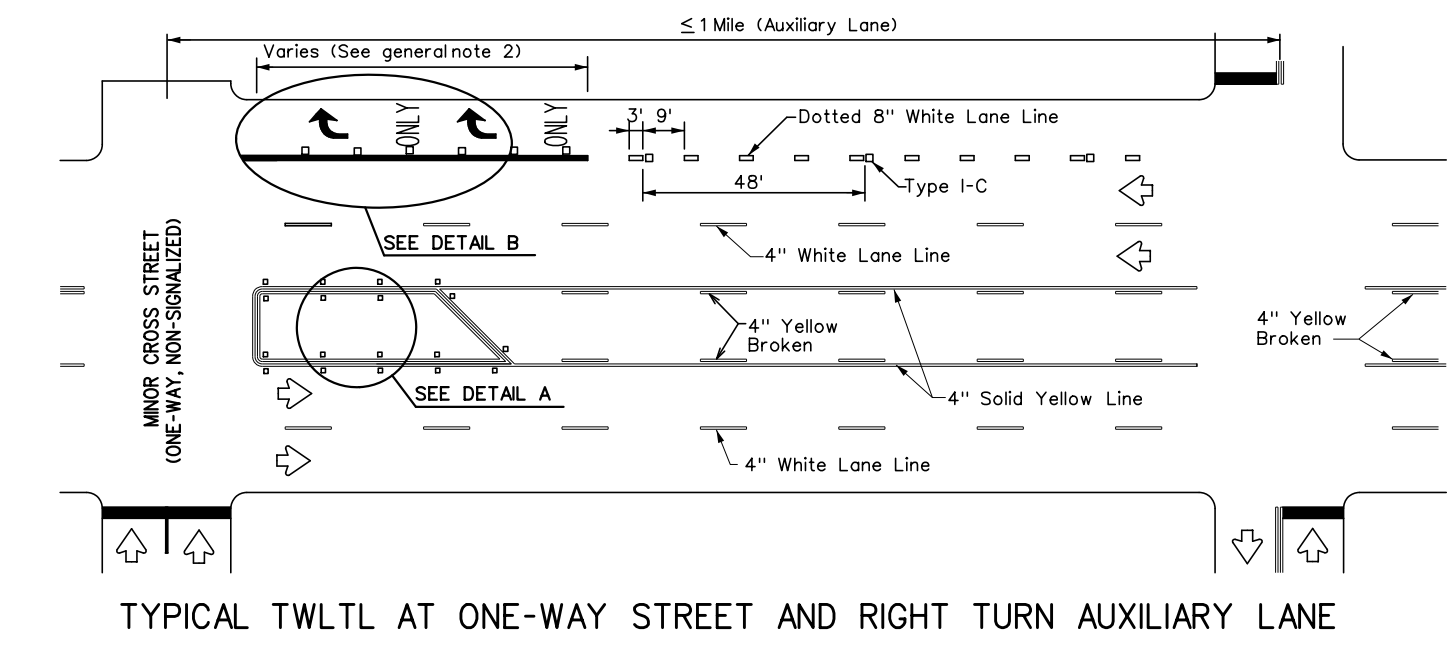 ≤ 1 Mile (Auxiliary Lane)
Varies (See general note 2)
ONLY
ONLY
3'
9'
Dotted 8" White Lane Line
48'
Type I-C
SEE DETAIL B
4" White Lane Line
MINOR CROSS STREET
(ONE-WAY, NON-SIGNALIZED)
4" Yellow
Broken
4" Yellow
Broken
SEE DETAIL A
4" Solid Yellow Line
4" White Lane Line
TYPICAL TWLTL AT ONE-WAY STREET AND RIGHT TURN AUXILIARY LANE